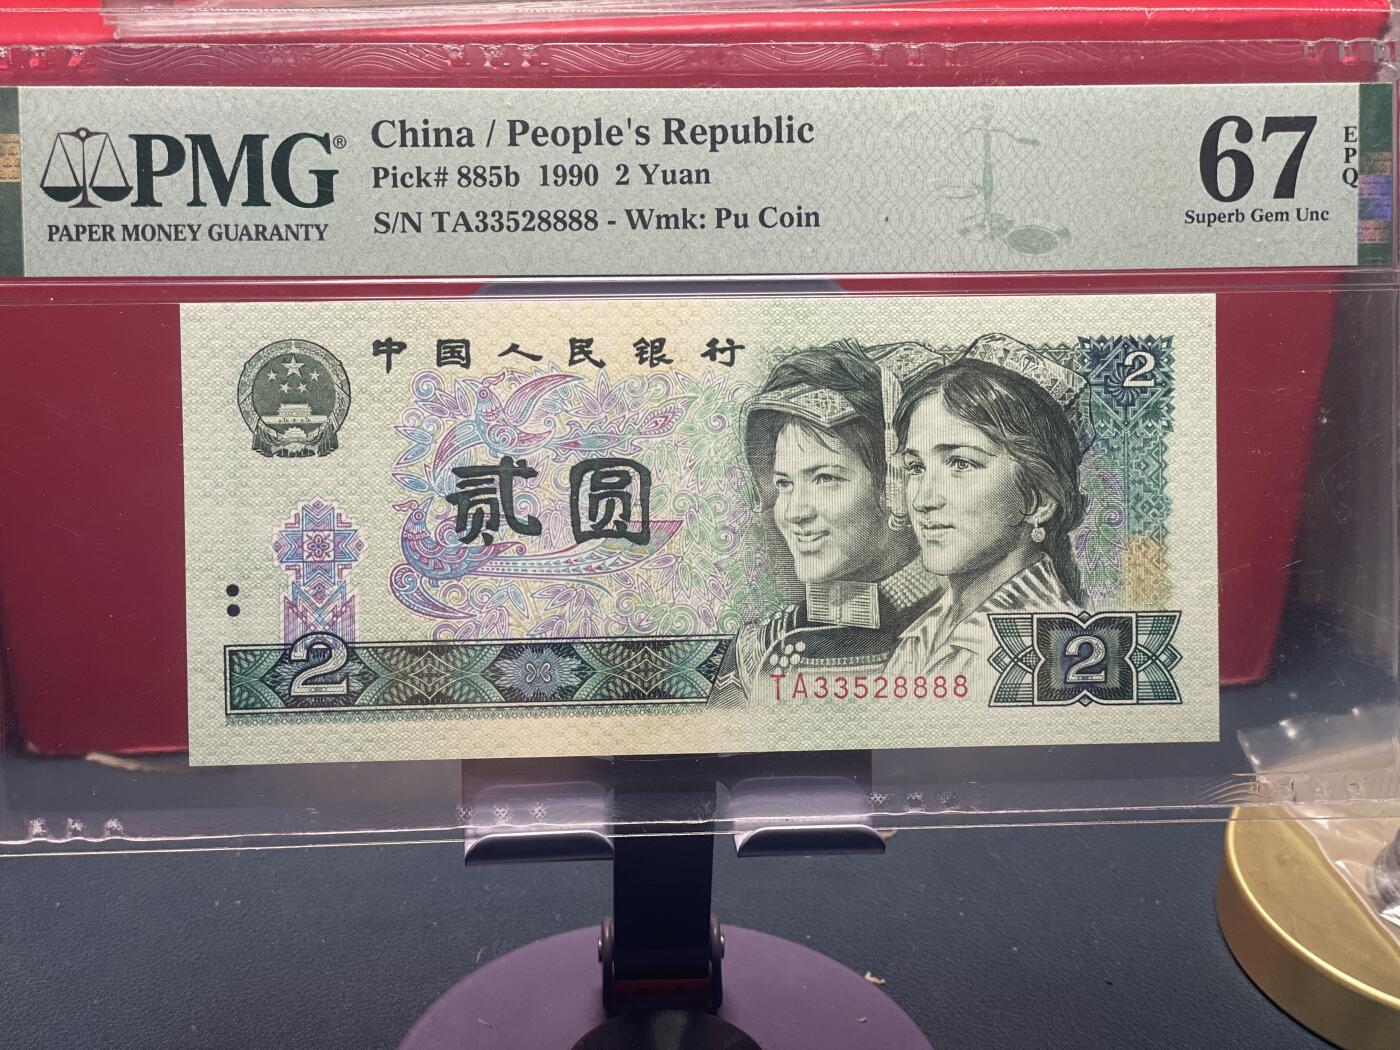 PMG®
PAPER MONEY GUARANTY
China / People's Republic
Pick# 885b 1990 2 Yuan
S/N TA33528888 - Wmk: Pu Coin
67
EPQ
Superb Gem Unc
中国人民银行
2
贰圆
2
2
TA33528888